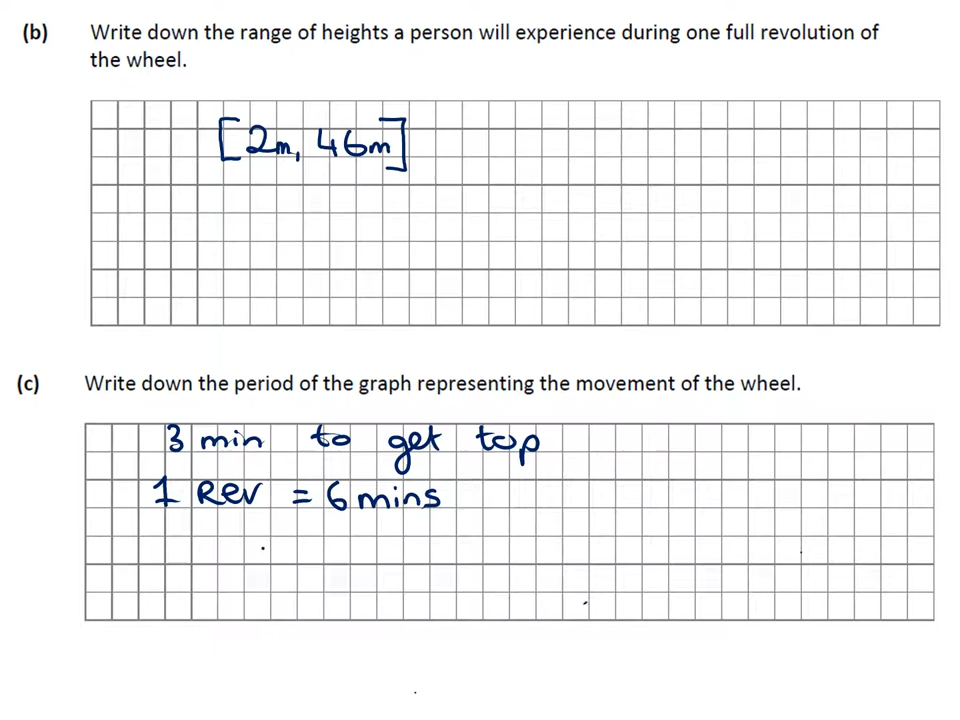 (b) Write down the range of heights a person will experience during one full revolution of
the wheel.
[2m, 46m]
(c) Write down the period of the graph representing the movement of the wheel.
3 min to get top
1 Rev = 6 mins